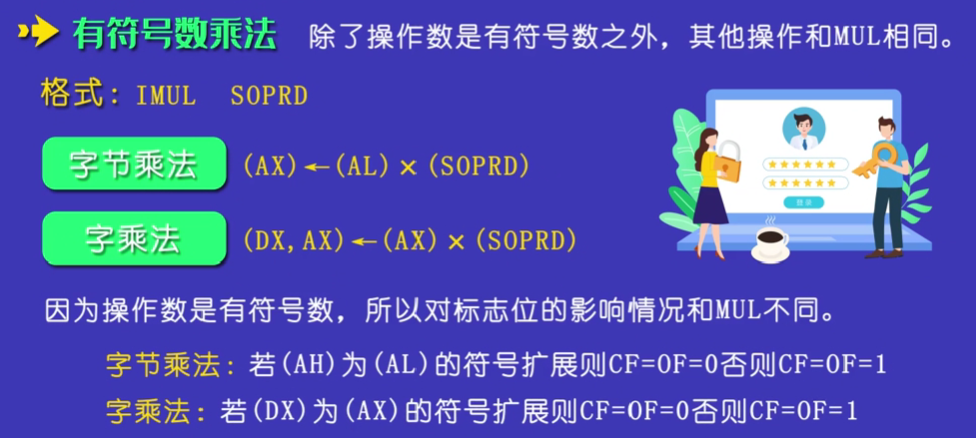 有符号数乘法 除了操作数是有符号数之外，其他操作和MUL相同。
格式：IMUL SOPRD
字节乘法 (AX)←(AL)×(SOPRD)
字乘法 (DX,AX)←(AX)×(SOPRD)
登录
因为操作数是有符号数，所以对标志位的影响情况和MUL不同。
字节乘法：若(AH)为(AL)的符号扩展则CF=OF=0否则CF=OF=1
字乘法：若(DX)为(AX)的符号扩展则CF=OF=0否则CF=OF=1